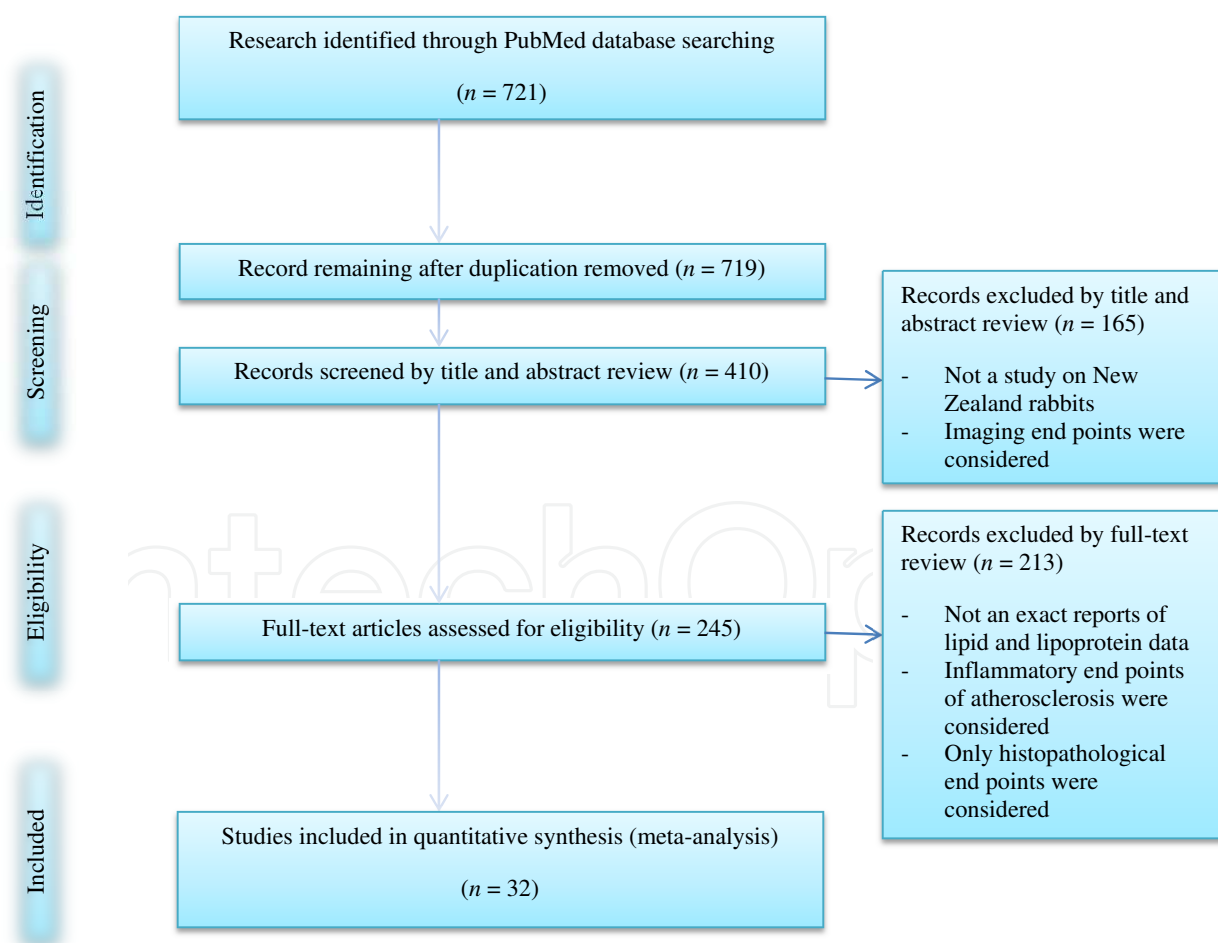 Research identified through PubMed database searching
(n = 721)
Identification
Record remaining after duplication removed (n = 719)
Screening
Records screened by title and abstract review (n = 410)
Records excluded by title and
abstract review (n = 165)
- Not a study on New
Zealand rabbits
- Imaging end points were
considered
Eligibility
Full-text articles assessed for eligibility (n = 245)
Records excluded by full-text
review (n = 213)
- Not an exact reports of
lipid and lipoprotein data
- Inflammatory end points
of atherosclerosis were
considered
- Only histopathological
end points were
considered
Included
Studies included in quantitative synthesis (meta-analysis)
(n = 32)